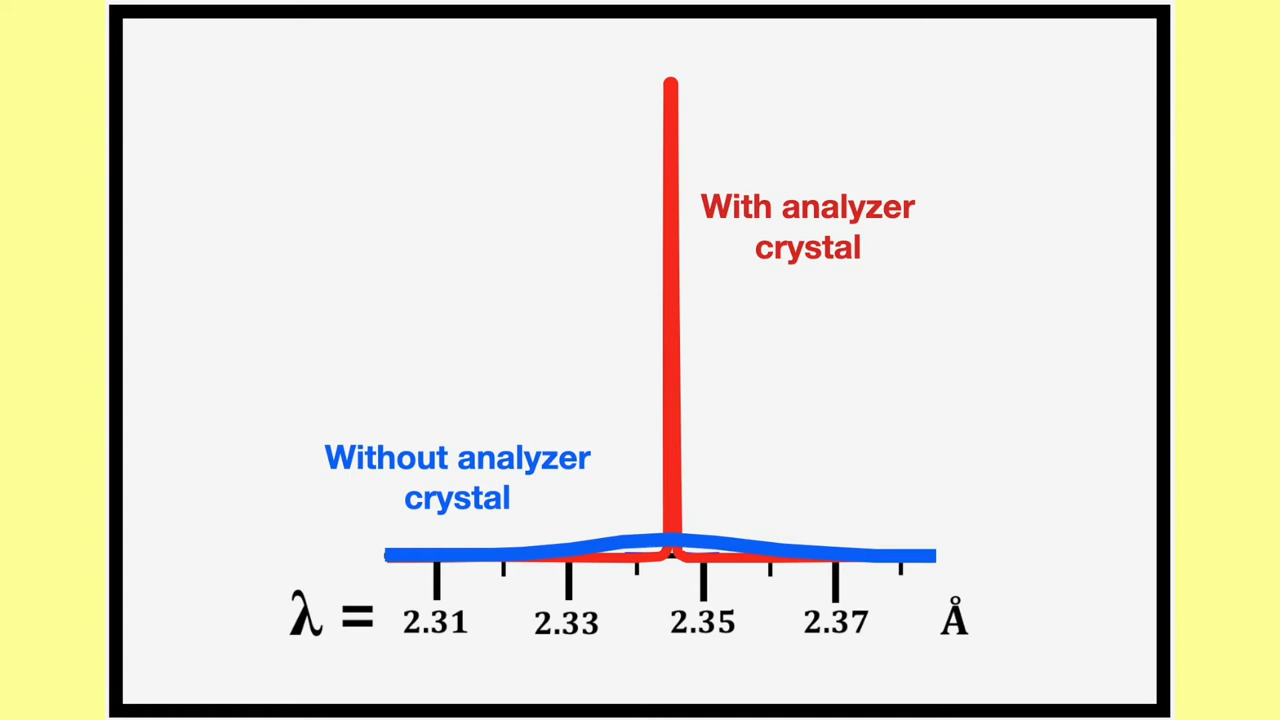 With analyzer
crystal
Without analyzer
crystal
λ = 2.31 2.33 2.35 2.37 Å